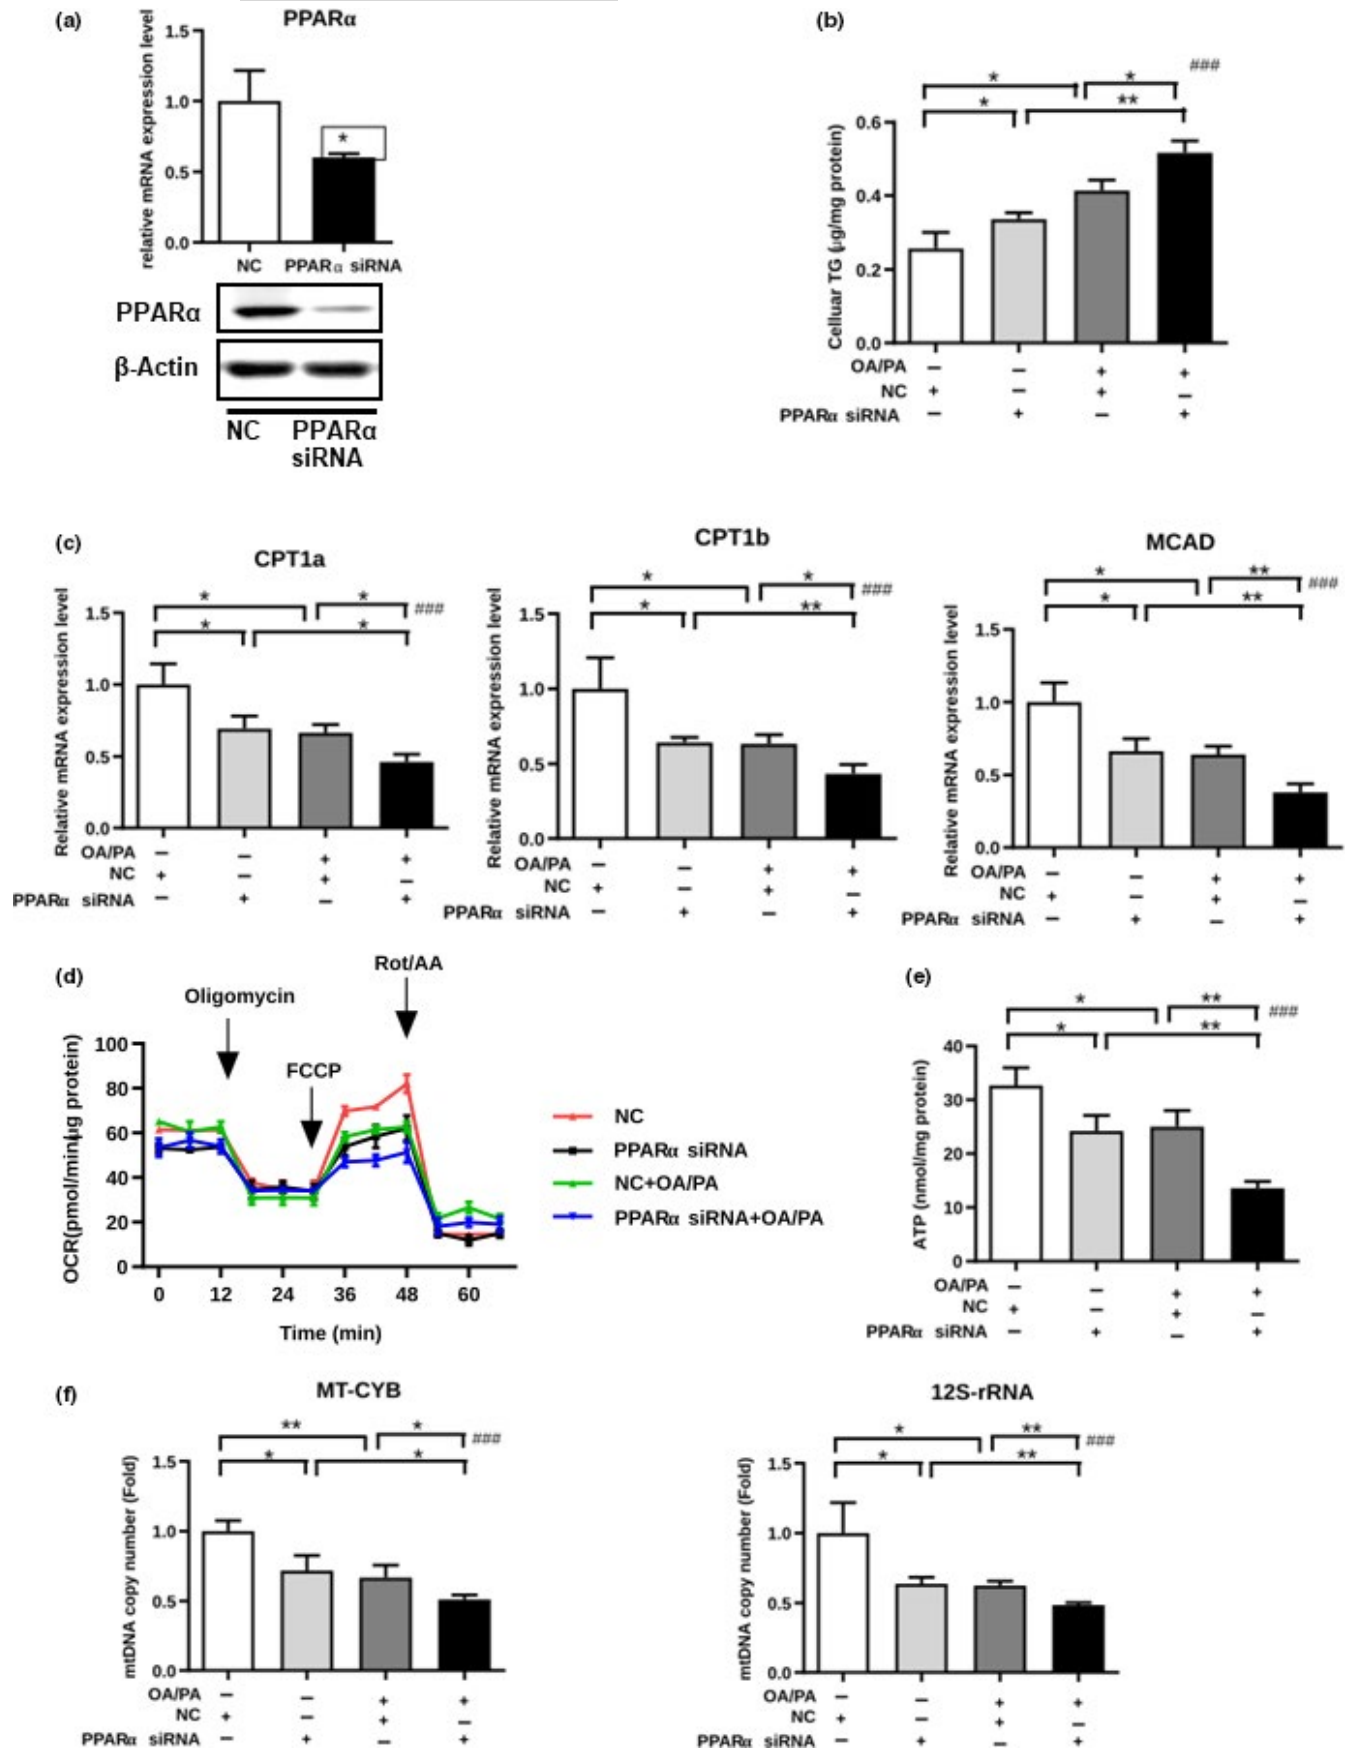 (a)
PPARα
relative mRNA expression level
1.5
1.0
0.5
0.0
*
NC PPARα siRNA
PPARα
β-Actin
NC PPARα
siRNA
(b)
* * ###
* **
Celluar TG (μg/mg protein)
0.6
0.4
0.2
0.0
OA/PA − − + +
NC + − + −
PPARα siRNA − + − +
(c)
CPT1a
* * ###
* *
Relative mRNA expression level
1.5
1.0
0.5
0.0
OA/PA − − + +
NC + − + −
PPARα siRNA − + − +
CPT1b
* * ###
* **
Relative mRNA expression level
1.5
1.0
0.5
0.0
OA/PA − − + +
NC + − + −
PPARα siRNA − + − +
MCAD
* ** ###
* **
Relative mRNA expression level
1.5
1.0
0.5
0.0
OA/PA − − + +
NC + − + −
PPARα siRNA − + − +
(d)
Rot/AA
Oligomycin
FCCP
OCR(pmol/min/μg protein)
100
80
60
40
20
0
0 12 24 36 48 60
Time (min)
NC
PPARα siRNA
NC+OA/PA
PPARα siRNA+OA/PA
(e)
* ** ###
* **
ATP (nmol/mg protein)
40
30
20
10
0
OA/PA − − + +
NC + − + −
PPARα siRNA − + − +
(f)
MT-CYB
** * ###
* *
mtDNA copy number (Fold)
1.5
1.0
0.5
0.0
OA/PA − − + +
NC + − + −
PPARα siRNA − + − +
12S-rRNA
* ** ###
* **
mtDNA copy number (Fold)
1.5
1.0
0.5
0.0
OA/PA − − + +
NC + − + −
PPARα siRNA − + − +